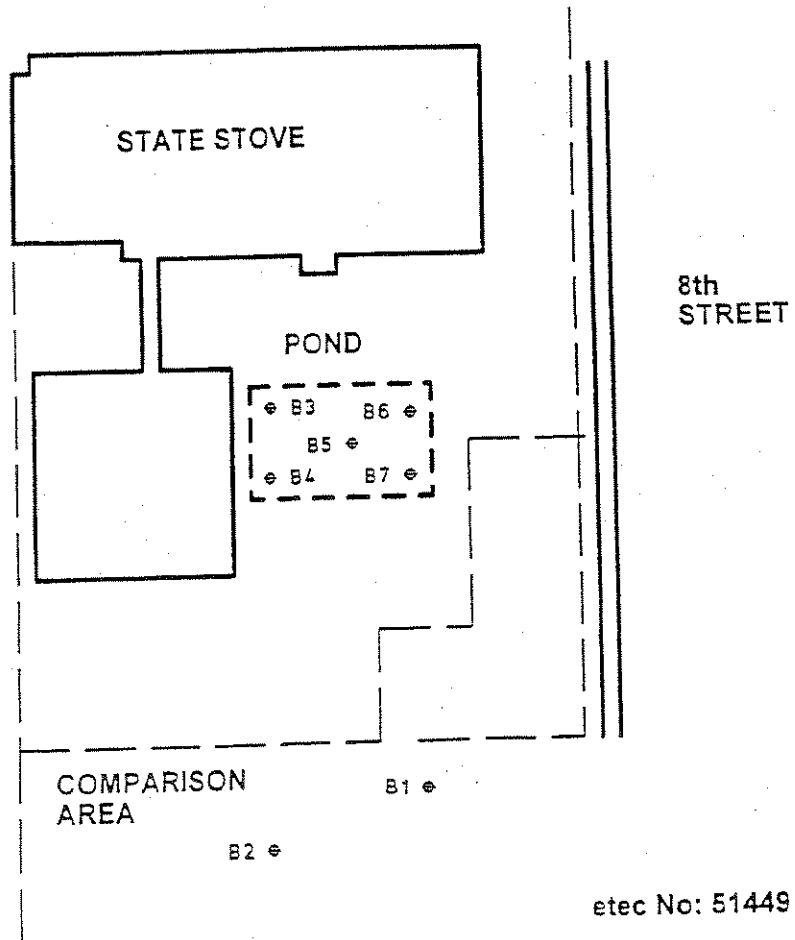 STATE STOVE
8th
STREET
POND
B3
B6
B5
B4
B7
COMPARISON
AREA
B1
B2
etec No: 51449